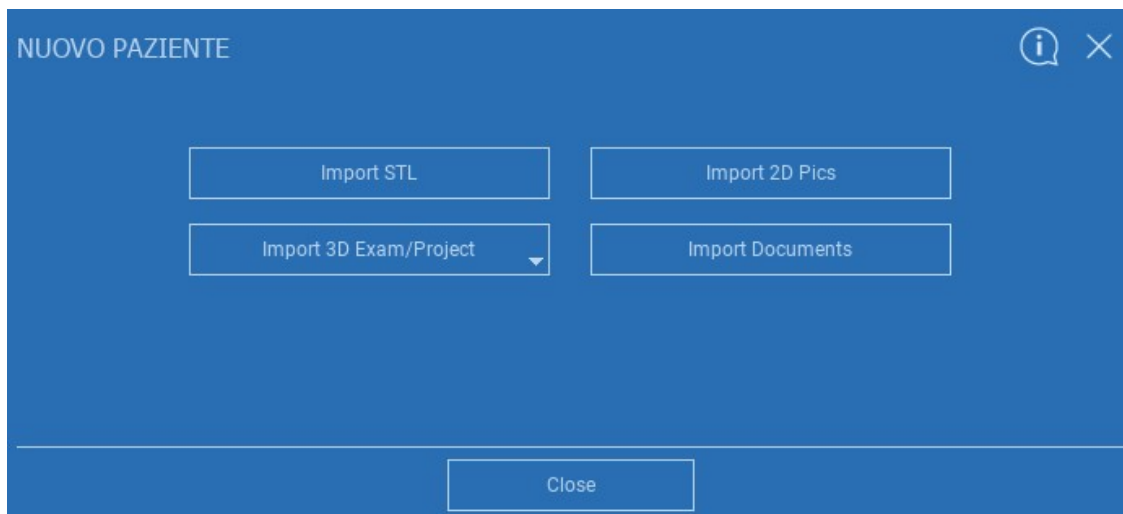 NUOVO PAZIENTE
Import STL
Import 2D Pics
Import 3D Exam/Project
Import Documents
Close